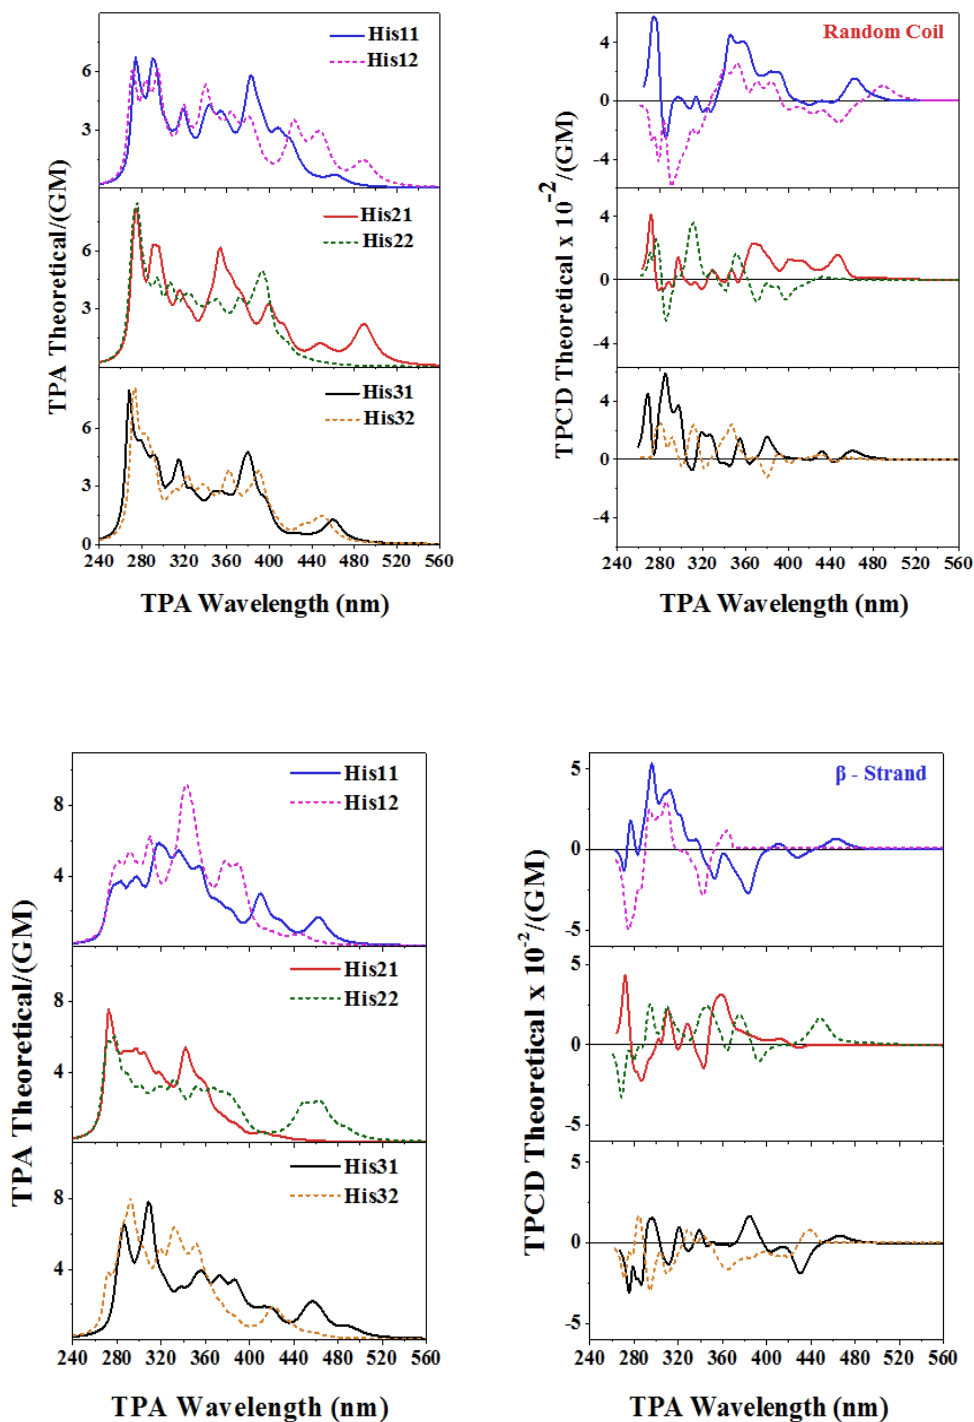 His11
His12
6
3
His21
His22
6
3
His31
His32
6
3
0
240 280 320 360 400 440 480 520 560
TPA Wavelength (nm)
TPA Theoretical/(GM)
Random Coil
4
0
-4
4
0
-4
4
0
-4
240 280 320 360 400 440 480 520 560
TPA Wavelength (nm)
TPCD Theoretical x 10-2/(GM)
His11
His12
8
4
His21
His22
8
4
His31
His32
8
4
240 280 320 360 400 440 480 520 560
TPA Wavelength (nm)
TPA Theoretical/(GM)
β - Strand
5
0
-5
5
0
-5
5
0
-5
240 280 320 360 400 440 480 520 560
TPA Wavelength (nm)
TPCD Theoretical x 10-2/(GM)